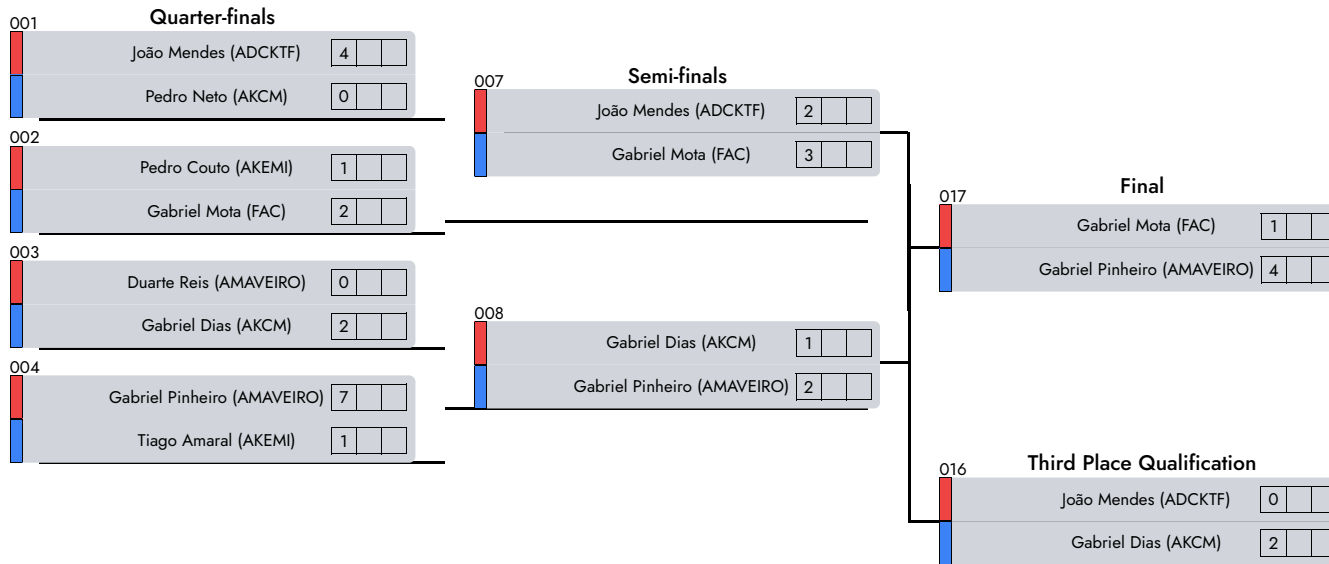 Quarter-finals
001
João Mendes (ADCKTF) 4
Pedro Neto (AKCM) 0
002
Pedro Couto (AKEMI) 1
Gabriel Mota (FAC) 2
003
Duarte Reis (AMAVEIRO) 0
Gabriel Dias (AKCM) 2
004
Gabriel Pinheiro (AMAVEIRO) 7
Tiago Amaral (AKEMI) 1
Semi-finals
007
João Mendes (ADCKTF) 2
Gabriel Mota (FAC) 3
008
Gabriel Dias (AKCM) 1
Gabriel Pinheiro (AMAVEIRO) 2
Final
017
Gabriel Mota (FAC) 1
Gabriel Pinheiro (AMAVEIRO) 4
Third Place Qualification
016
João Mendes (ADCKTF) 0
Gabriel Dias (AKCM) 2